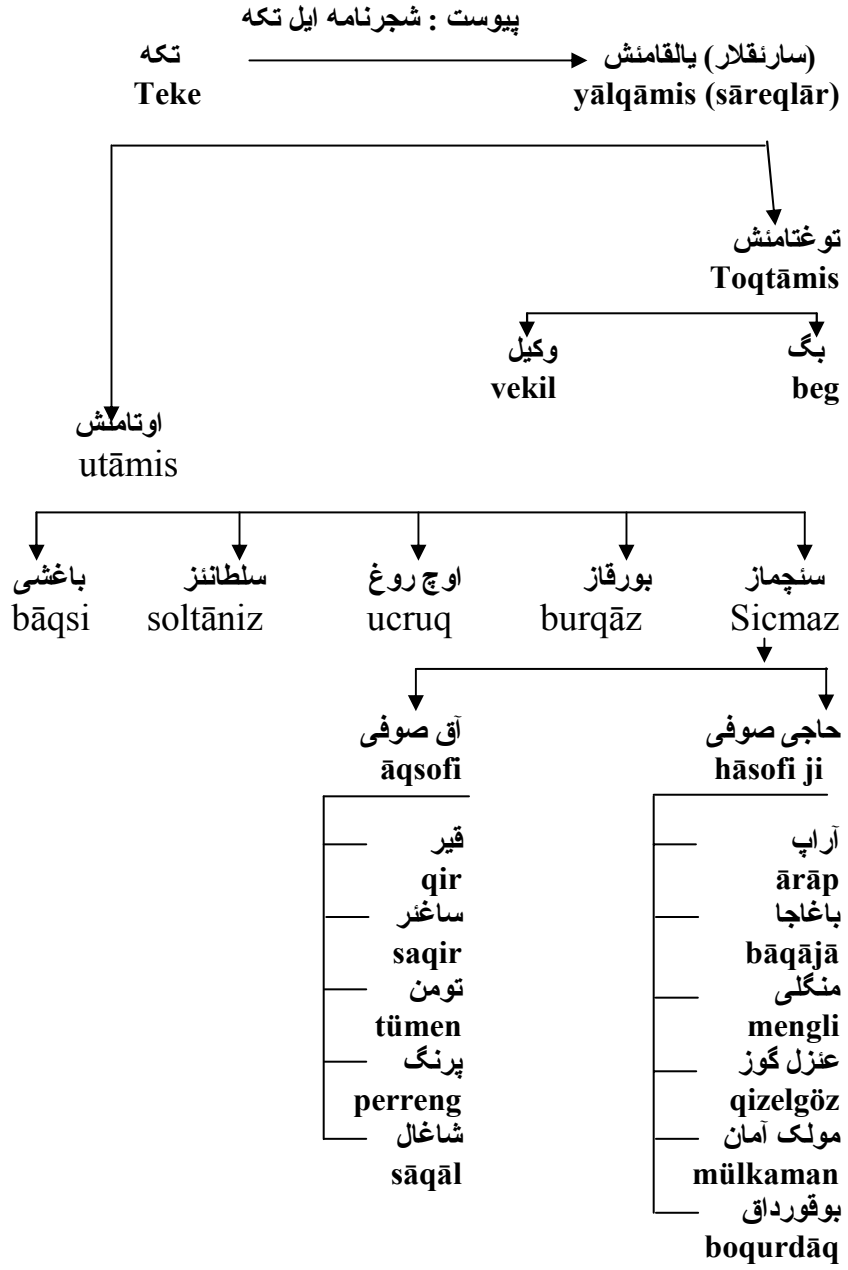 پیوست : شجرنامه ایل تکه
(سارئقلار) یالقامئش تکه
yālqāmis (sāreqlār) Teke
توغتامئش
Toqtāmis
بگ وکیل
beg vekil
اوتامئش
utāmis
سئچماز بورقاز اوچ روغ سلطانئز باغشی
Sicmaz burqāz ucruq soltāniz bāqsi
حاجی صوفی آق صوفی
hāsofi ji āqsofi
آراپ قیر
ārāp qir
باغاجا ساغئر
bāqājā saqir
منگلی تومن
mengli tümen
عئزل گوز پرنگ
qizelgöz perreng
مولک آمان شاغال
mülkaman sāqāl
بوقورداق
boqurdāq